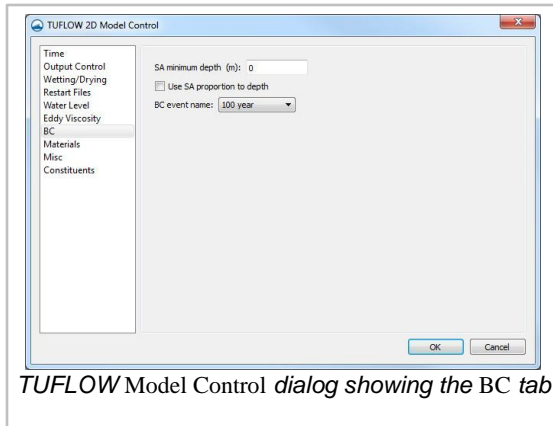 TUFLOW 2D Model Control
Time
Output Control
Wetting/Drying
Restart Files
Water Level
Eddy Viscosity
BC
Materials
Misc
Constituents
SA minimum depth (m): 0
Use SA proportion to depth
BC event name: 100 year
OK Cancel
TUFLOW Model Control dialog showing the BC tab